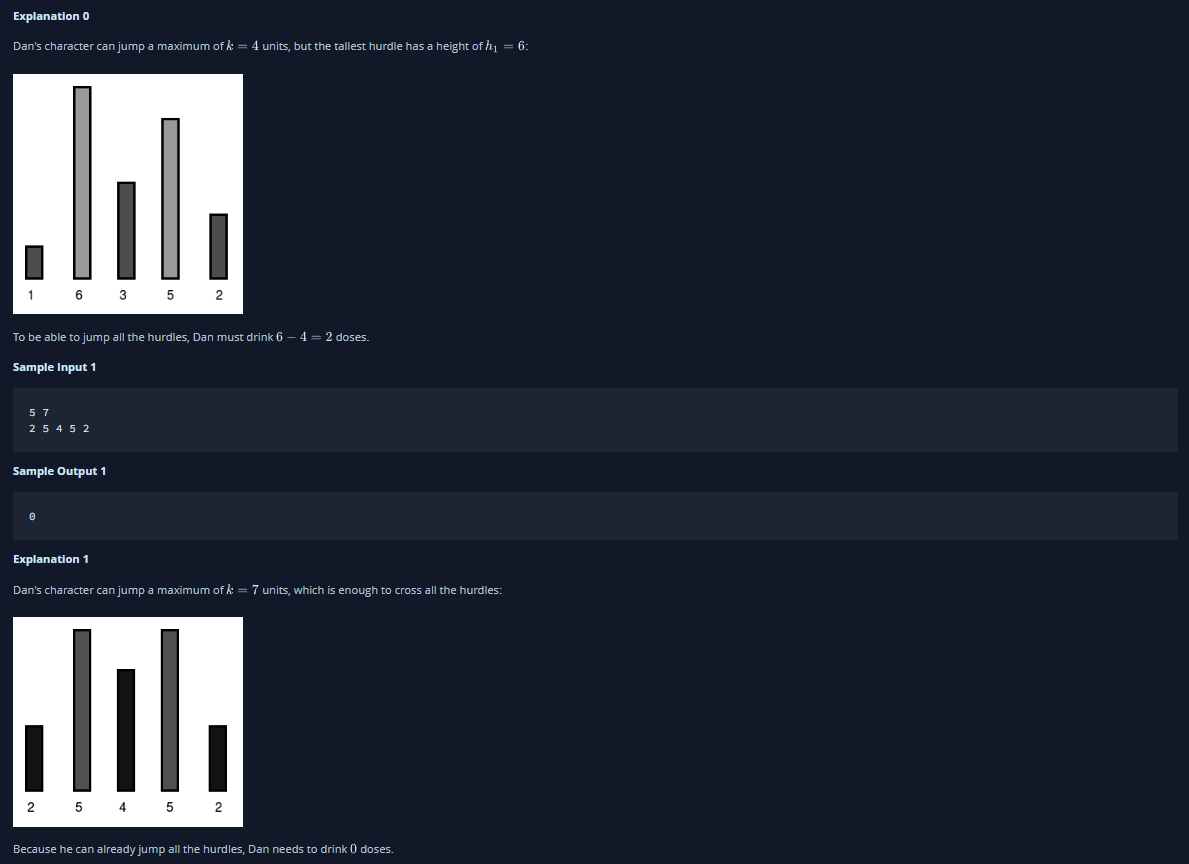 Explanation 0
Dan's character can jump a maximum of k = 4 units, but the tallest hurdle has a height of h₁ = 6:
1 6 3 5 2
To be able to jump all the hurdles, Dan must drink 6 − 4 = 2 doses.
Sample Input 1
5 7
2 5 4 5 2
Sample Output 1
0
Explanation 1
Dan's character can jump a maximum of k = 7 units, which is enough to cross all the hurdles:
2 5 4 5 2
Because he can already jump all the hurdles, Dan needs to drink 0 doses.